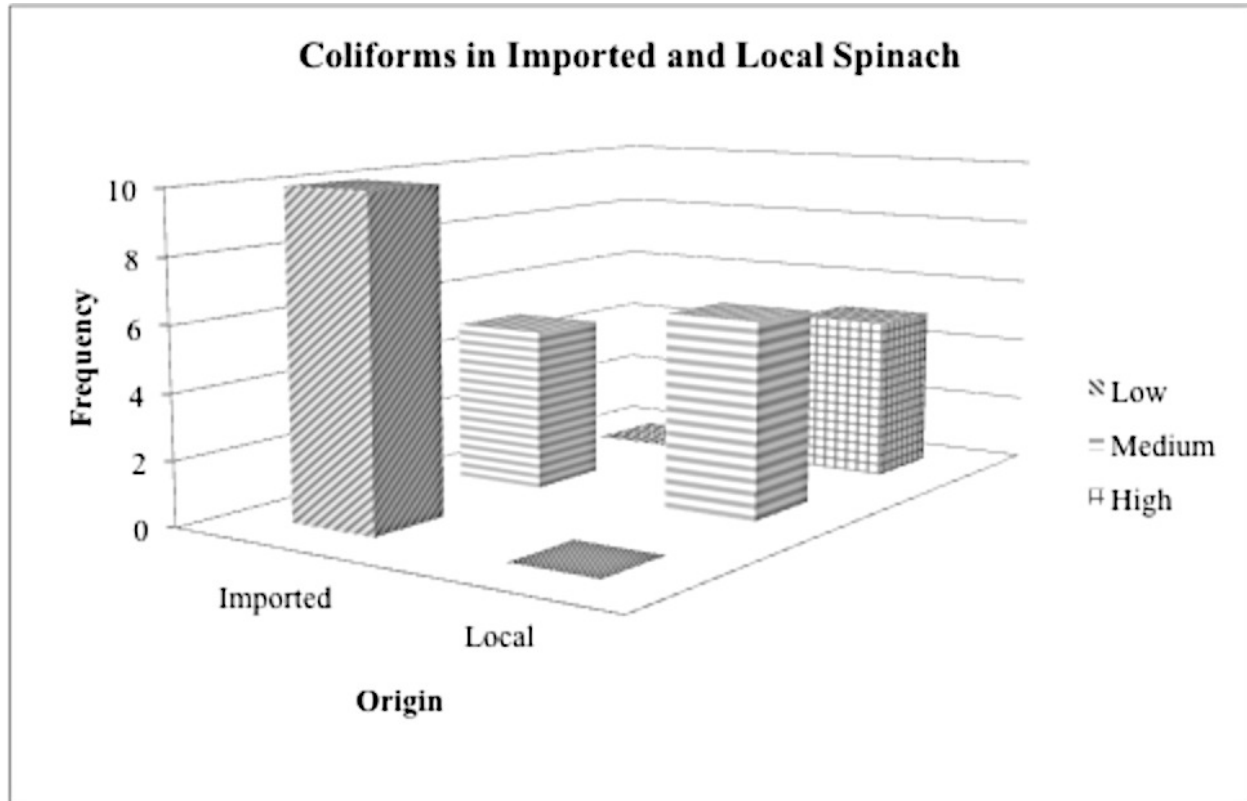 Coliforms in Imported and Local Spinach
10
8
6
4
2
0
Frequency
Imported
Local
Origin
Low
Medium
High